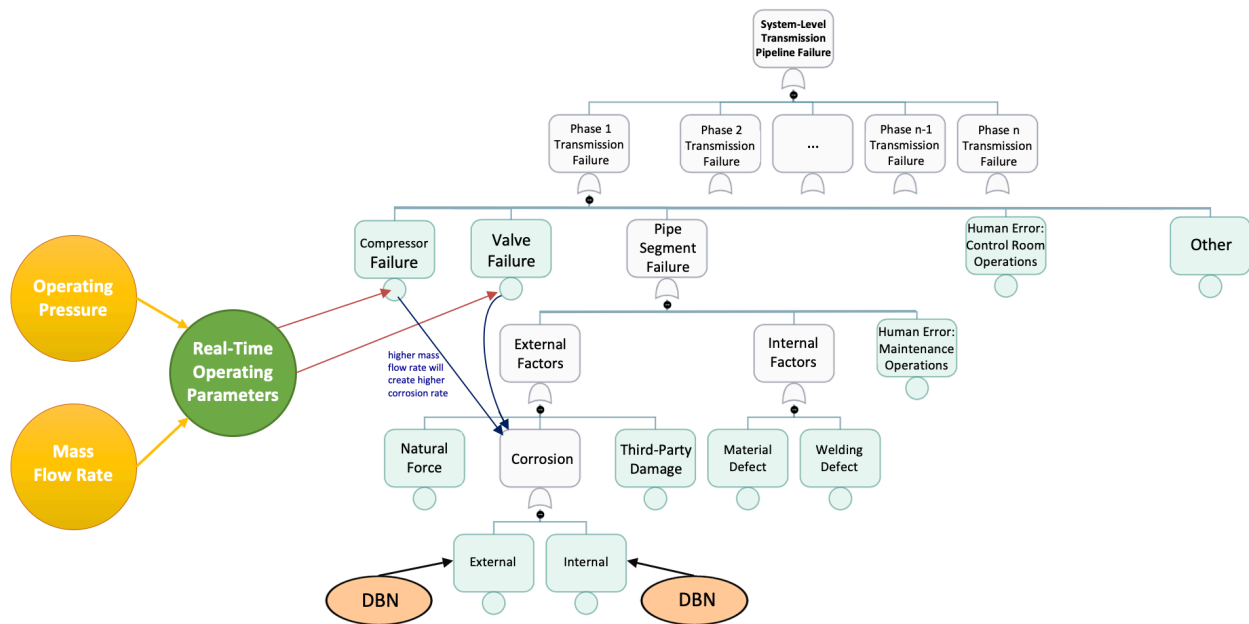 System-Level
Transmission
Pipeline Failure
Phase 1
Transmission
Failure
Phase 2
Transmission
Failure
...
Phase n-1
Transmission
Failure
Phase n
Transmission
Failure
Compressor
Failure
Valve
Failure
Pipe
Segment
Failure
Human Error:
Control Room
Operations
Other
Operating
Pressure
Real-Time
Operating
Parameters
Mass
Flow Rate
higher mass
flow rate will
create higher
corrosion rate
External
Factors
Internal
Factors
Human Error:
Maintenance
Operations
Natural
Force
Corrosion
Third-Party
Damage
Material
Defect
Welding
Defect
External
Internal
DBN
DBN